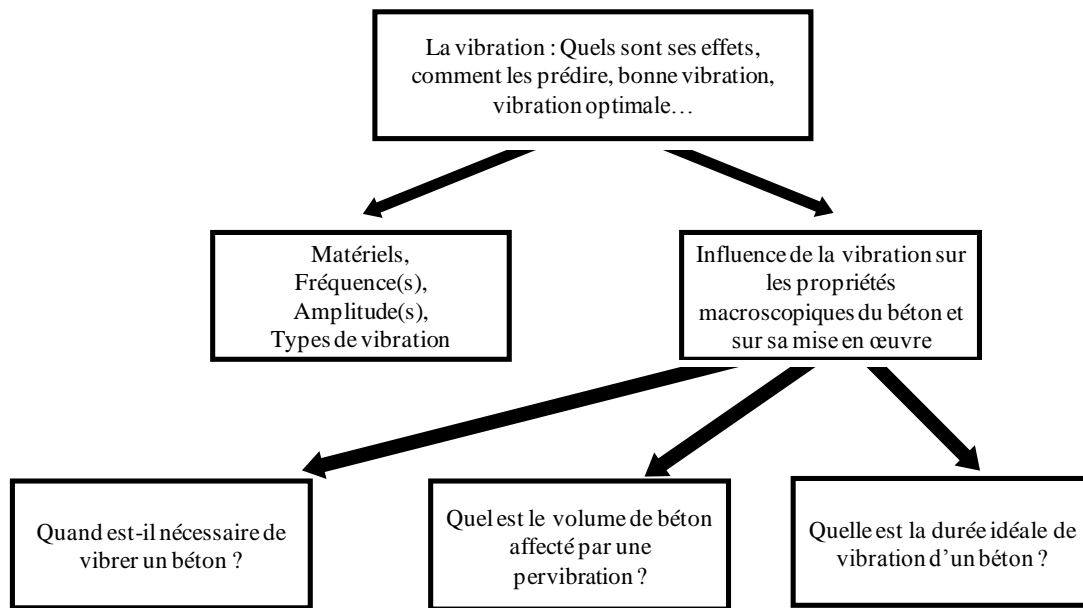 La vibration : Quels sont ses effets,
comment les prédire, bonne vibration,
vibration optimale…
Matériels,
Fréquence(s),
Amplitude(s),
Types de vibration
Influence de la vibration sur
les propriétés
macroscopiques du béton et
sur sa mise en œuvre
Quand est-il nécessaire de
vibrer un béton ?
Quel est le volume de béton
affecté par une
pervibration ?
Quelle est la durée idéale de
vibration d’un béton ?